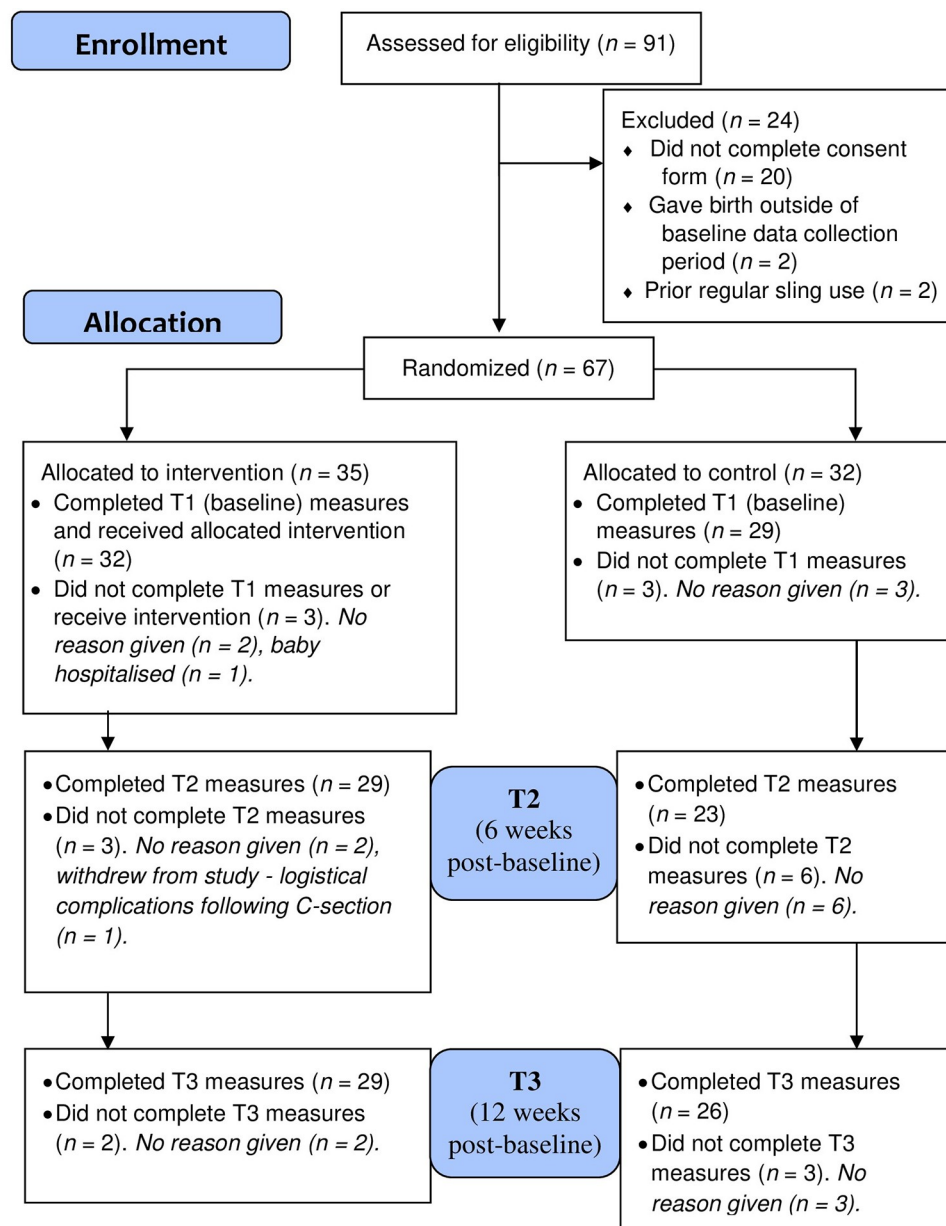 Enrollment
Assessed for eligibility (n = 91)
Excluded (n = 24)
♦ Did not complete consent
form (n = 20)
♦ Gave birth outside of
baseline data collection
period (n = 2)
♦ Prior regular sling use (n = 2)
Allocation
Randomized (n = 67)
Allocated to intervention (n = 35)
• Completed T1 (baseline) measures
and received allocated intervention
(n = 32)
• Did not complete T1 measures or
receive intervention (n = 3). No
reason given (n = 2), baby
hospitalised (n = 1).
Allocated to control (n = 32)
• Completed T1 (baseline)
measures (n = 29)
• Did not complete T1 measures
(n = 3). No reason given (n = 3).
•Completed T2 measures (n = 29)
•Did not complete T2 measures
(n = 3). No reason given (n = 2),
withdrew from study - logistical
complications following C-section
(n = 1).
T2
(6 weeks
post-baseline)
•Completed T2 measures
(n = 23)
•Did not complete T2
measures (n = 6). No
reason given (n = 6).
•Completed T3 measures (n = 29)
•Did not complete T3 measures
(n = 2). No reason given (n = 2).
T3
(12 weeks
post-baseline)
• Completed T3 measures
(n = 26)
• Did not complete T3
measures (n = 3). No
reason given (n = 3).